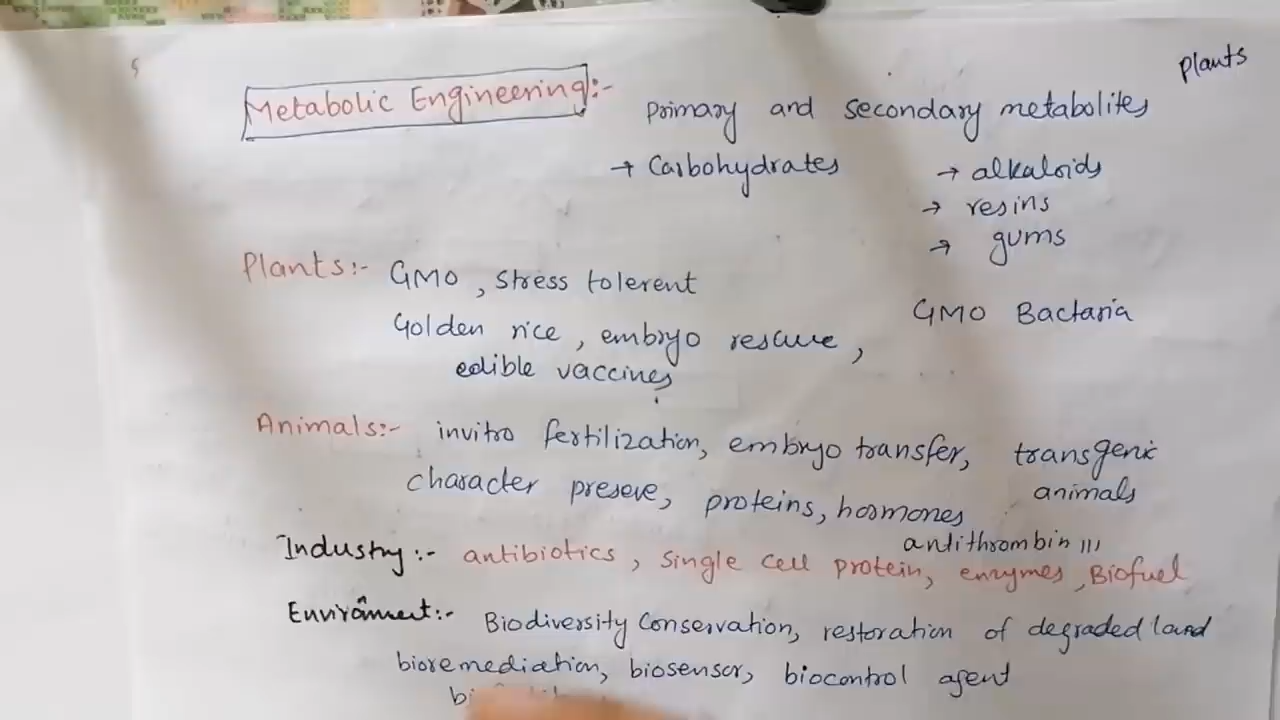 plants
Metabolic Engineering:-
Primary and secondary metabolites
→ Carbohydrates → alkaloids
→ resins
→ gums
Plants:- GMO, stress tolerent
GMO Bactaria
Golden rice, embryo rescue,
edible vaccines
Animals:- invitro fertilization, embryo transfer, transgenic
animals
character preseve, proteins, hormones
antithrombin III
Industry:- antibiotics, single cell protein, enzymes, Biofuel
Environment:- Biodiversity Conservation, restoration of degraded land
bioremediation, biosensor, biocontrol agent